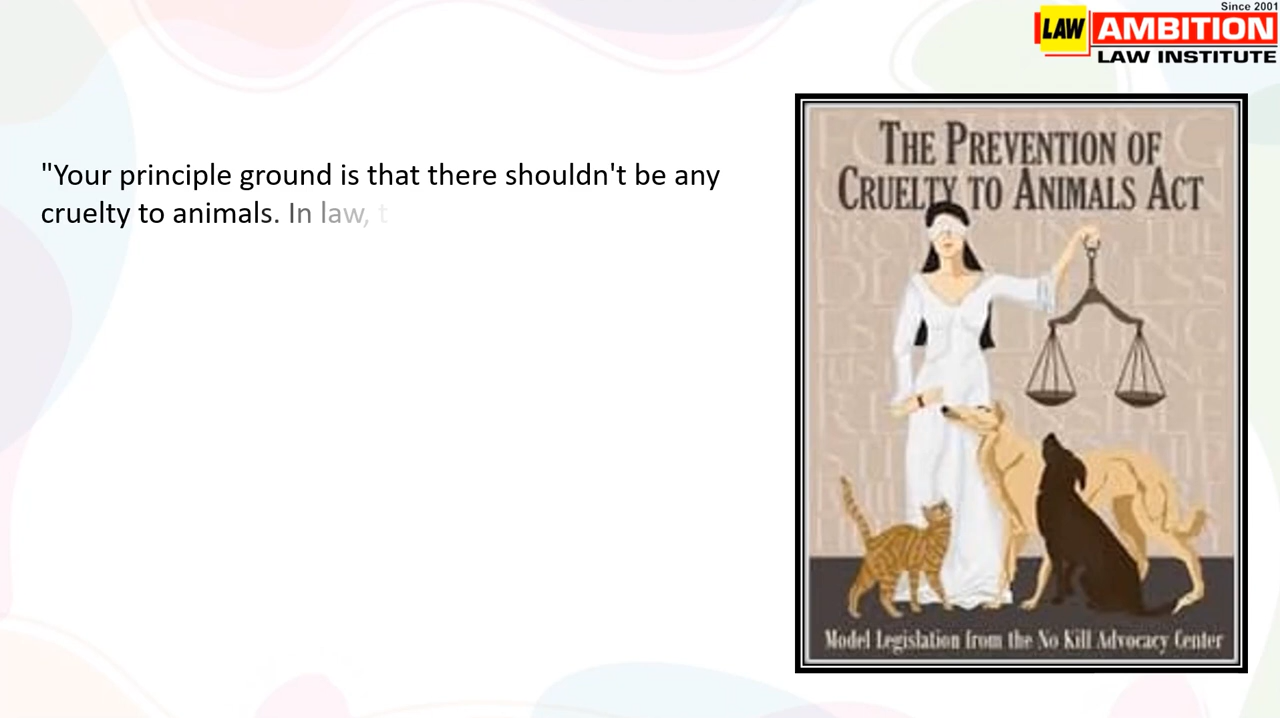 Since 2001
LAW AMBITION
LAW INSTITUTE
"Your principle ground is that there shouldn't be any
cruelty to animals. In law, t
THE PREVENTION OF
CRUELTY TO ANIMALS ACT
Model Legislation from the No Kill Advocacy Center